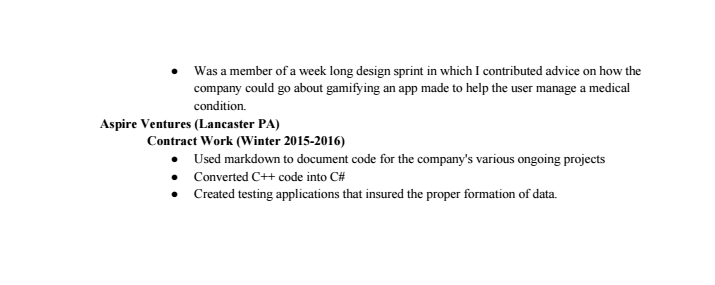 ● Was a member of a week long design sprint in which I contributed advice on how the
company could go about gamifying an app made to help the user manage a medical
condition.
Aspire Ventures (Lancaster PA)
Contract Work (Winter 2015-2016)
● Used markdown to document code for the company's various ongoing projects
● Converted C++ code into C#
● Created testing applications that insured the proper formation of data.